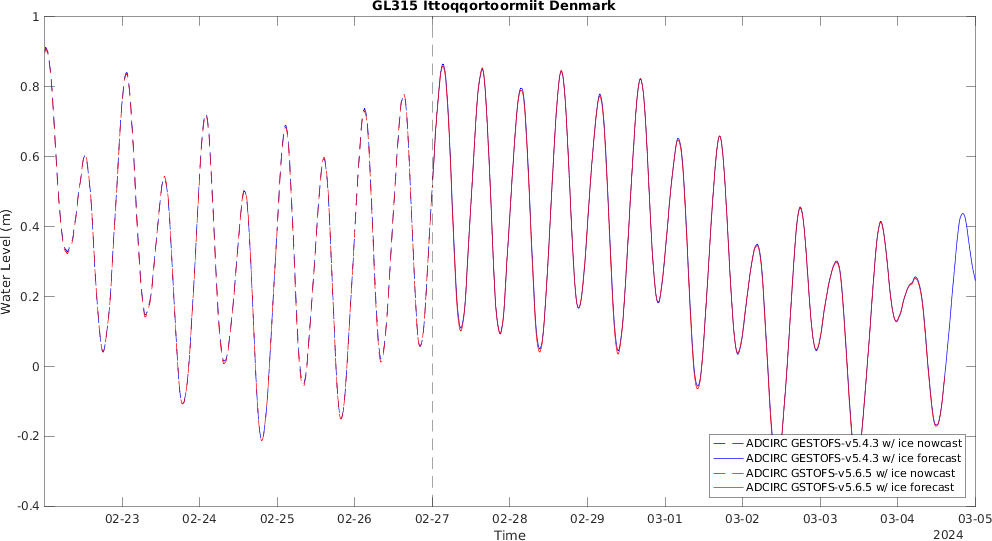 GL315 Ittoqqortoormiit Denmark
Water Level (m)
1
0.8
0.6
0.4
0.2
0
-0.2
-0.4
ADCIRC GESTOFS-v5.4.3 w/ ice nowcast
ADCIRC GESTOFS-v5.4.3 w/ ice forecast
ADCIRC GSTOFS-v5.6.5 w/ ice nowcast
ADCIRC GSTOFS-v5.6.5 w/ ice forecast
02-23 02-24 02-25 02-26 02-27 02-28 02-29 03-01 03-02 03-03 03-04 03-05
Time
2024